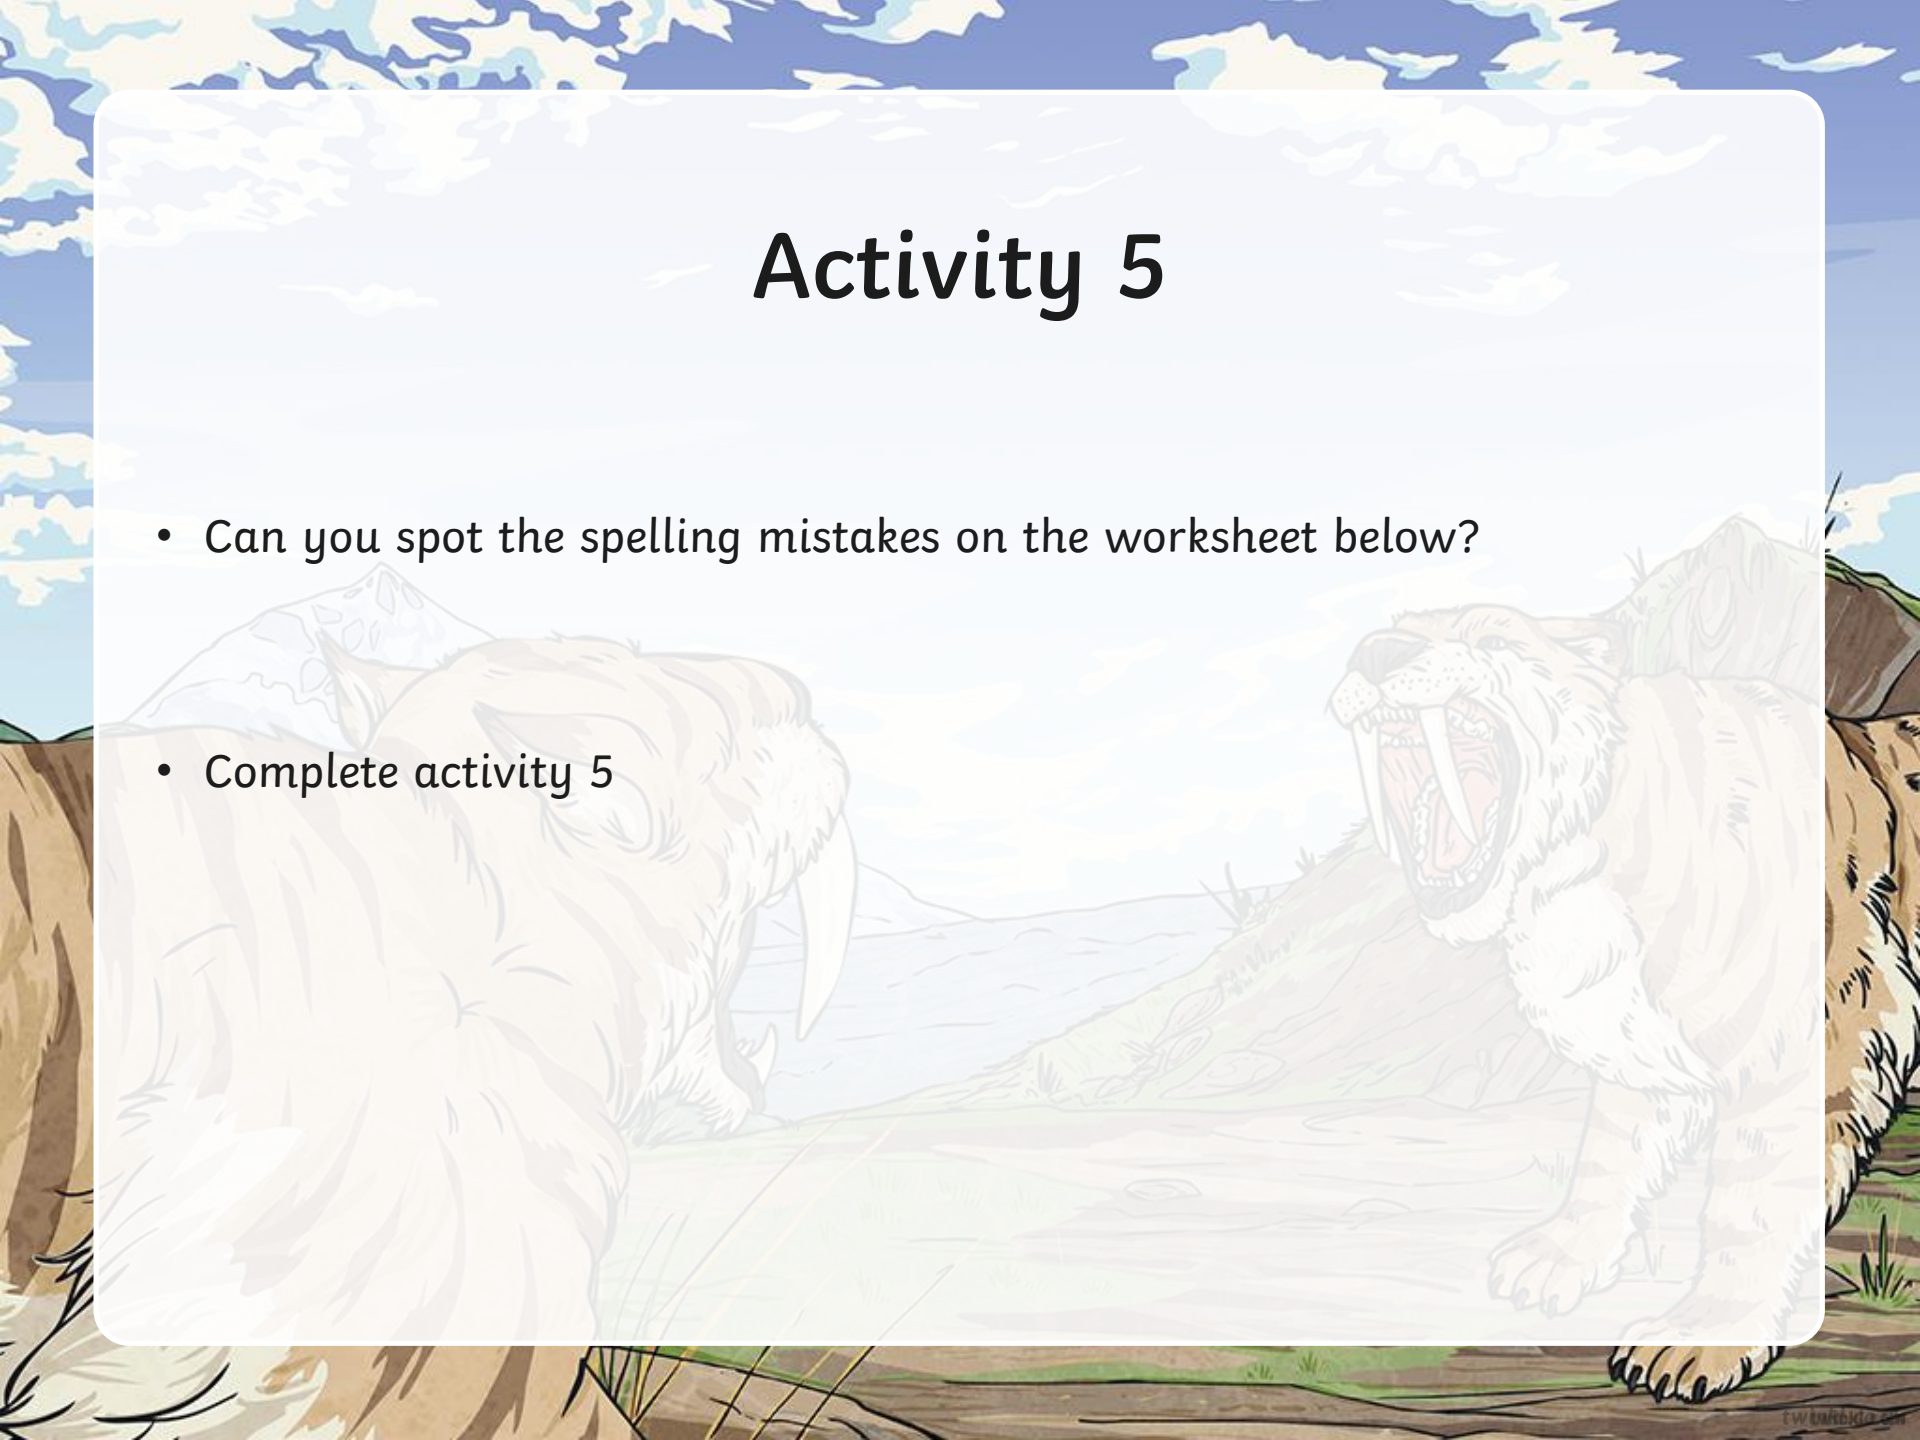 Activity 5
• Can you spot the spelling mistakes on the worksheet below?
• Complete activity 5